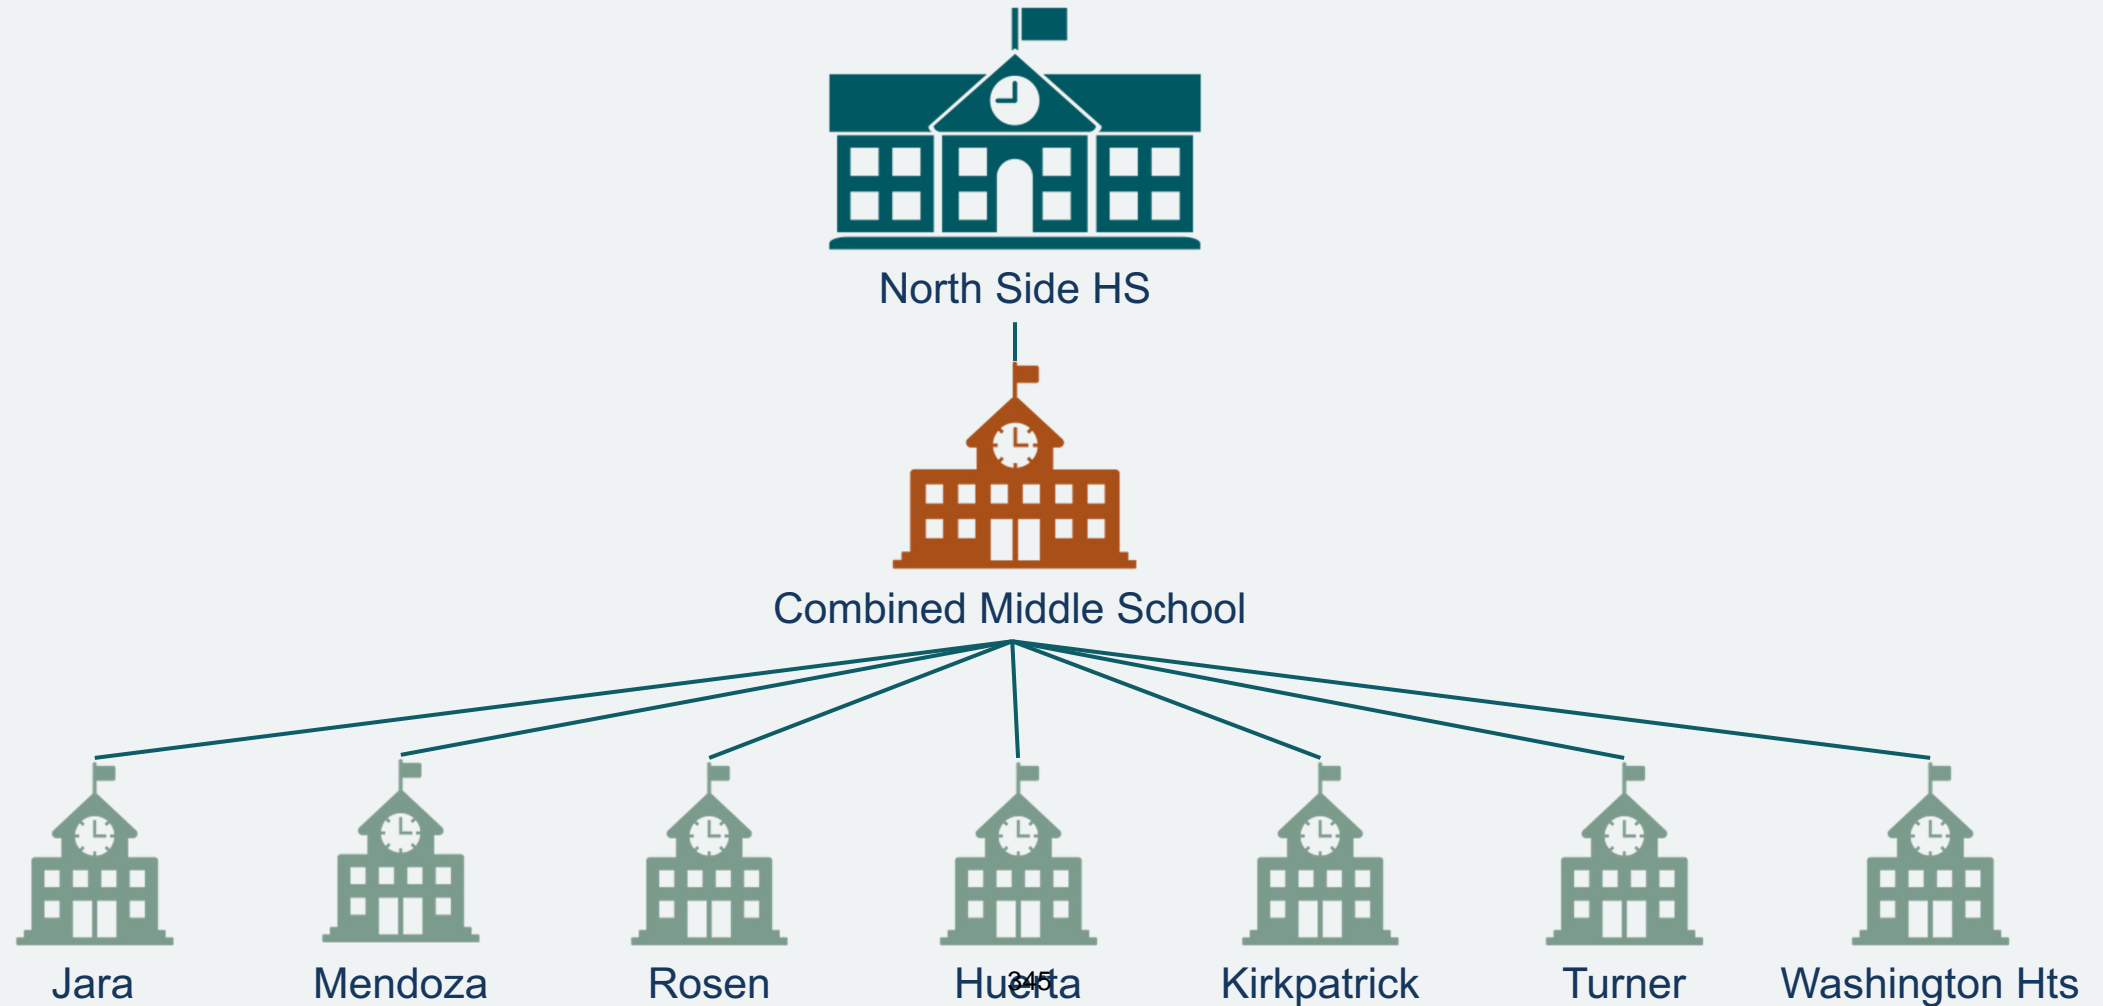 North Side HS
Combined Middle School
Jara
Mendoza
Rosen
Huerta
345
Kirkpatrick
Turner
Washington Hts